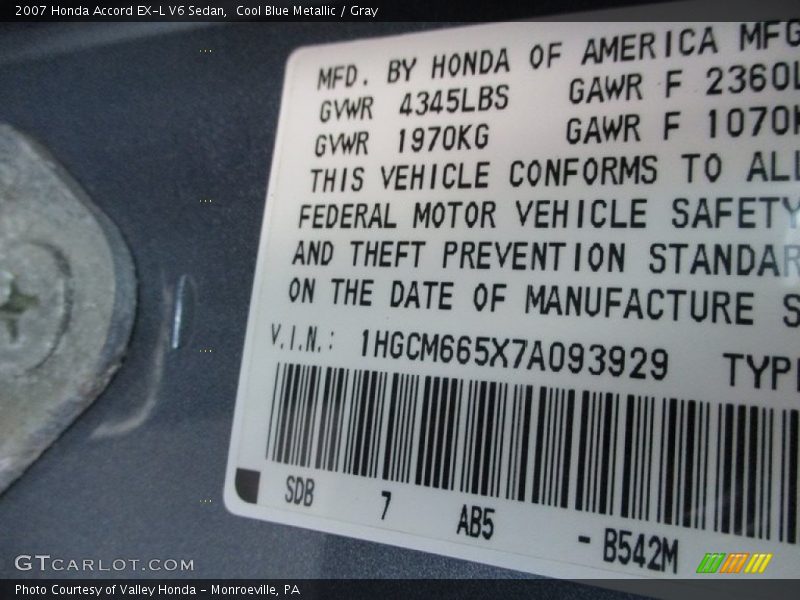 2007 Honda Accord EX-L V6 Sedan,  Cool Blue Metallic / Gray
MFD. BY HONDA OF AMERICA MFG
GVWR 4345LBS GAWR F 2360L
GVWR 1970KG GAWR F 1070K
THIS VEHICLE CONFORMS TO ALL
FEDERAL MOTOR VEHICLE SAFETY
AND THEFT PREVENTION STANDAR
ON THE DATE OF MANUFACTURE S
V.I.N.: 1HGCM665X7A093929 TYPE
SDB 7 AB5 - B542M
GTCARLOT.COM
Photo Courtesy of Valley Honda - Monroeville, PA